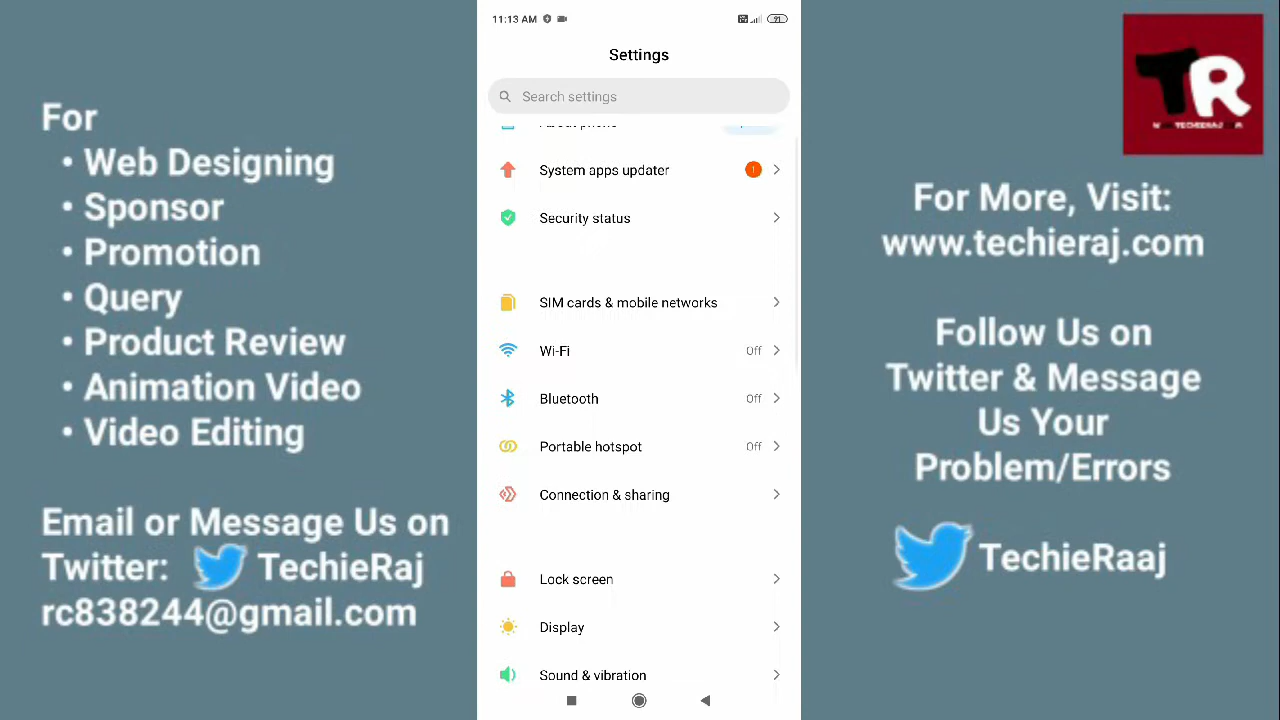 For
• Web Designing
• Sponsor
• Promotion
• Query
• Product Review
• Animation Video
• Video Editing
Email or Message Us on
Twitter: TechieRaj
rc838244@gmail.com
11:13 AM
91
Settings
Search settings
About phone
System apps updater
Security status
SIM cards & mobile networks
Wi-Fi Off
Bluetooth Off
Portable hotspot Off
Connection & sharing
Lock screen
Display
Sound & vibration
TR
For More, Visit:
www.techieraj.com
Follow Us on
Twitter & Message
Us Your
Problem/Errors
TechieRaaj